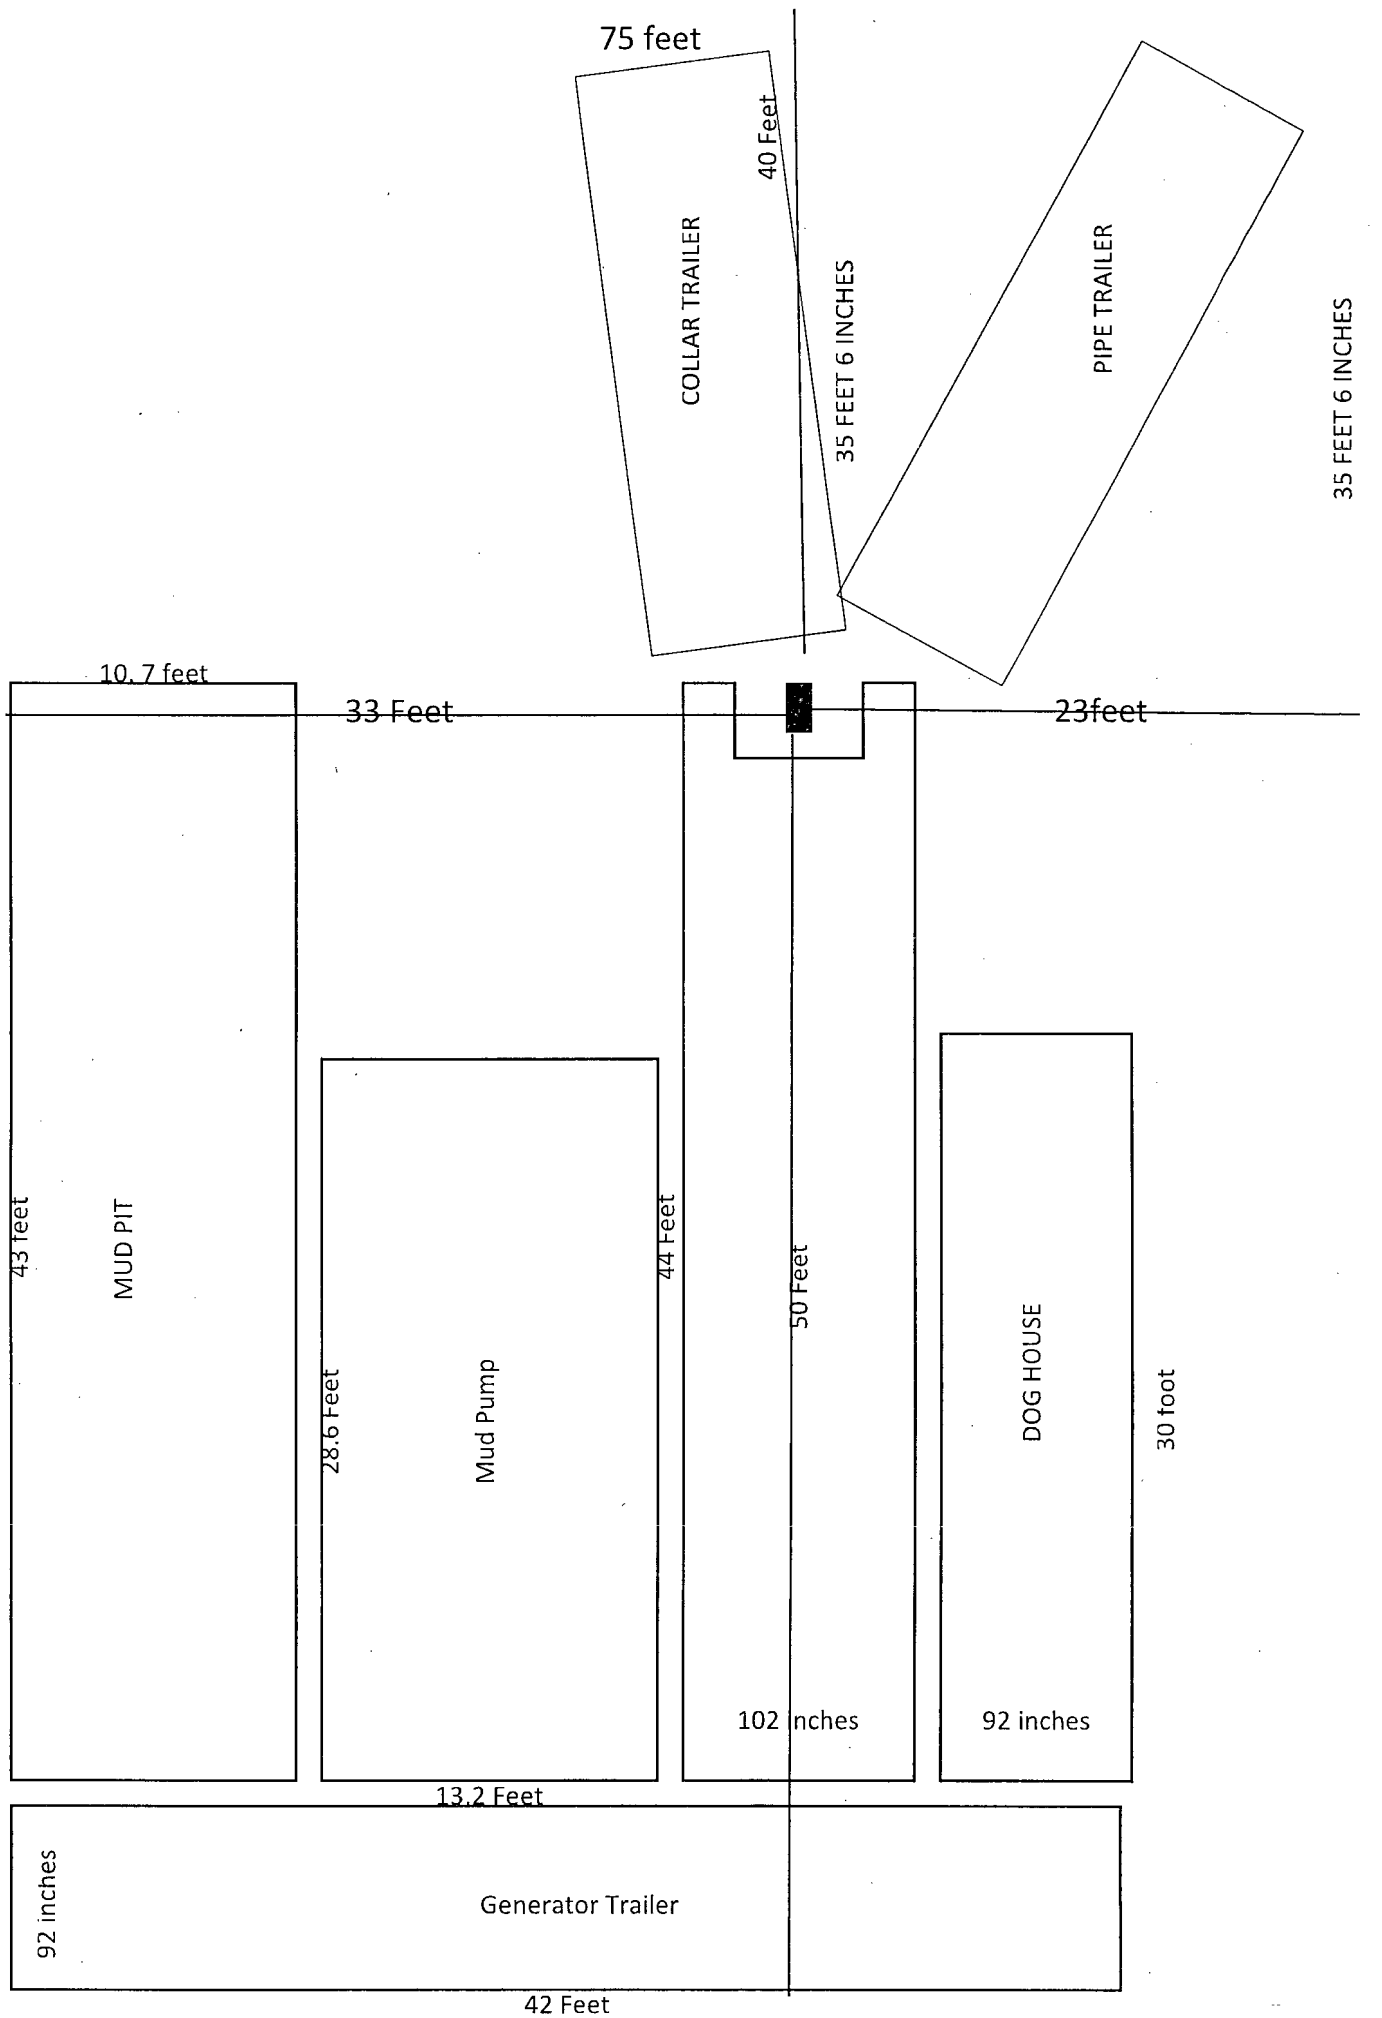 75 feet
40 Feet
COLLAR TRAILER
35 FEET 6 INCHES
PIPE TRAILER
35 FEET 6 INCHES
10. 7 feet
33 Feet
23feet
43 feet
MUD PIT
28.6 Feet
Mud Pump
44 Feet
50 Feet
DOG HOUSE
30 foot
102 inches
92 inches
13.2 Feet
92 inches
Generator Trailer
42 Feet